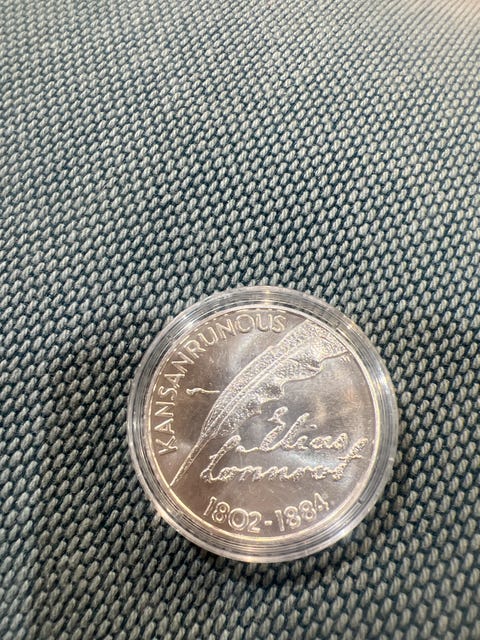 KANSANRUNOUS
Elias
Lönnrot
1802-1884